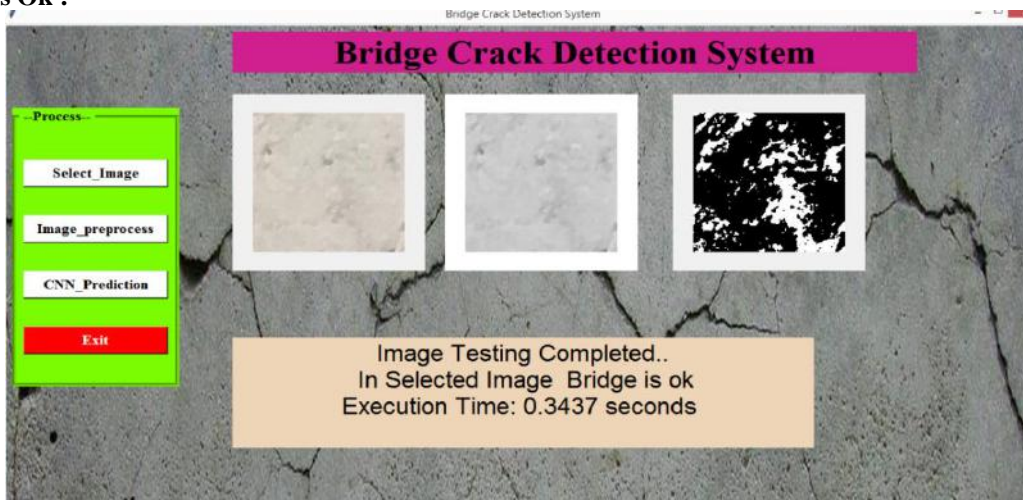 s Ok .
Bridge Crack Detection System
Bridge Crack Detection System
--Process--
Select_Image
Image_preprocess
CNN_Prediction
Exit
Image Testing Completed..
In Selected Image Bridge is ok
Execution Time: 0.3437 seconds